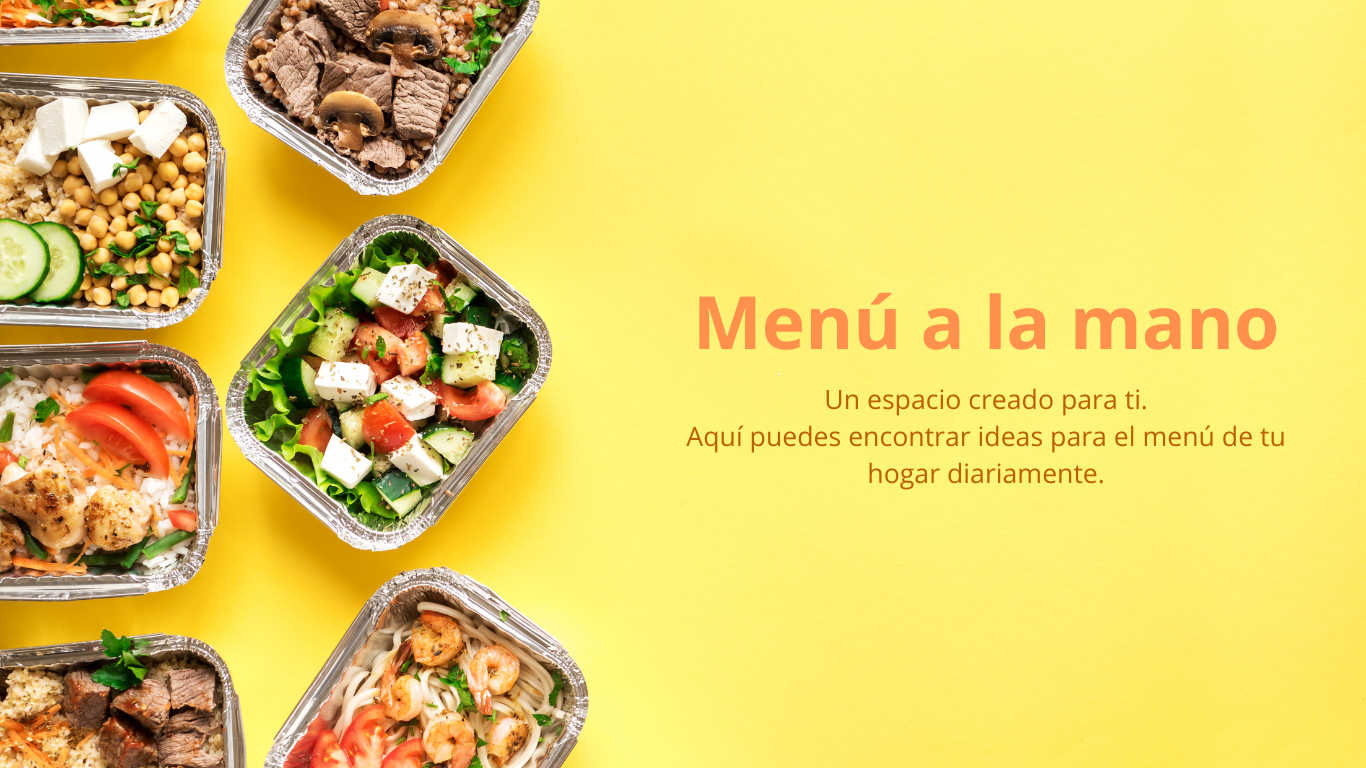 Menú a la mano
Un espacio creado para ti.
Aquí puedes encontrar ideas para el menú de tu
hogar diariamente.